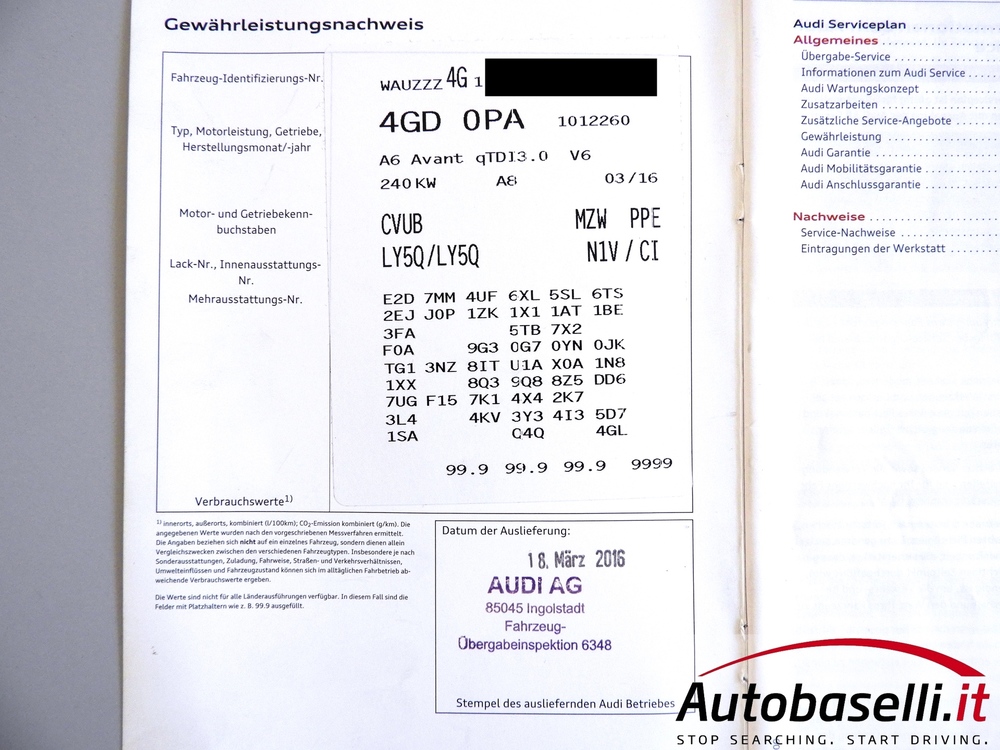 Gewährleistungsnachweis
Fahrzeug-Identifizierungs-Nr.
WAUZZZ 4G 1
4GD 0PA 1012260
Typ, Motorleistung, Getriebe,
Herstellungsmonat/-jahr
A6 Avant qTDI3.0 V6
240 KW A8 03/16
Motor- und Getriebekenn-
buchstaben
CVUB MZW PPE
LY5Q/LY5Q N1V / CI
Lack-Nr., Innenausstattungs-
Nr.
Mehrausstattungs-Nr.
E2D 7MM 4UF 6XL 5SL 6TS
2EJ J0P 1ZK 1X1 1AT 1BE
3FA 5TB 7X2
F0A 9G3 0G7 0YN 0JK
TG1 3NZ 8IT U1A X0A 1N8
1XX 8Q3 9Q8 8Z5 DD6
7UG F15 7K1 4X4 2K7
3L4 4KV 3Y3 4I3 5D7
1SA Q4Q 4GL
99.9 99.9 99.9 9999
Verbrauchswerte1)
1) innerorts, außerorts, kombiniert (l/100km); CO2-Emission kombiniert (g/km). Die
angegebenen Werte wurden nach den vorgeschriebenen Messverfahren ermittelt.
Die Angaben beziehen sich nicht auf ein einzelnes Fahrzeug, sondern dienen allein
Vergleichszwecken zwischen den verschiedenen Fahrzeugtypen. Insbesondere je nach
Sonderausstattungen, Zuladung, Fahrweise, Straßen- und Verkehrsverhältnissen,
Umwelteinflüssen und Fahrzeugzustand können sich im alltäglichen Fahrbetrieb ab-
weichende Verbrauchswerte ergeben.
Die Werte sind nicht für alle Länderausführungen verfügbar. In diesem Fall sind die
Felder mit Platzhaltern wie z. B. 99.9 ausgefüllt.
Datum der Auslieferung:
18. März 2016
AUDI AG
85045 Ingolstadt
Fahrzeug-
Übergabeinspektion 6348
Stempel des ausliefernden Audi Betriebes
Audi Serviceplan
Allgemeines
Übergabe-Service
Informationen zum Audi Service
Audi Wartungskonzept
Zusatzarbeiten
Zusätzliche Service-Angebote
Gewährleistung
Audi Garantie
Audi Mobilitätsgarantie
Audi Anschlussgarantie
Nachweise
Service-Nachweise
Eintragungen der Werkstatt
Autobaselli.it
STOP SEARCHING. START DRIVING.